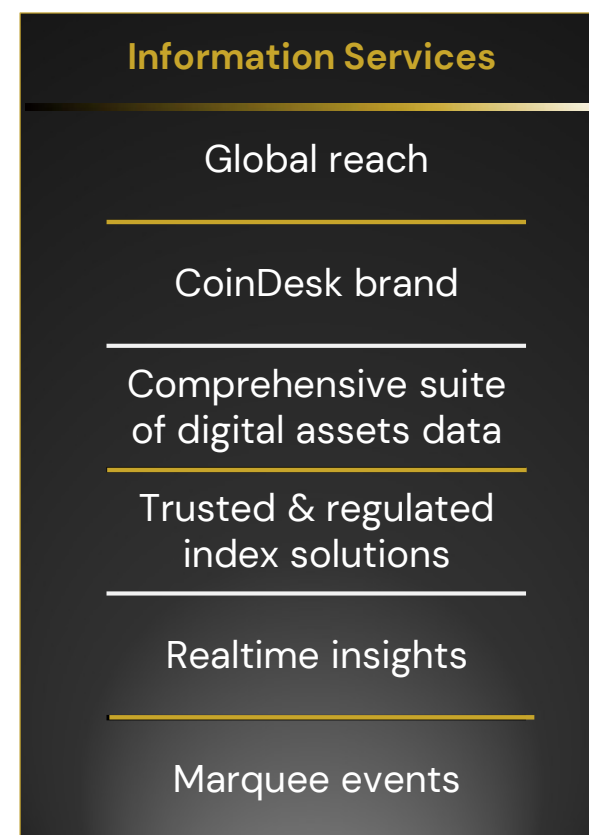 Information Services
Global reach
CoinDesk brand
Comprehensive suite
of digital assets data
Trusted & regulated
index solutions
Realtime insights
Marquee events